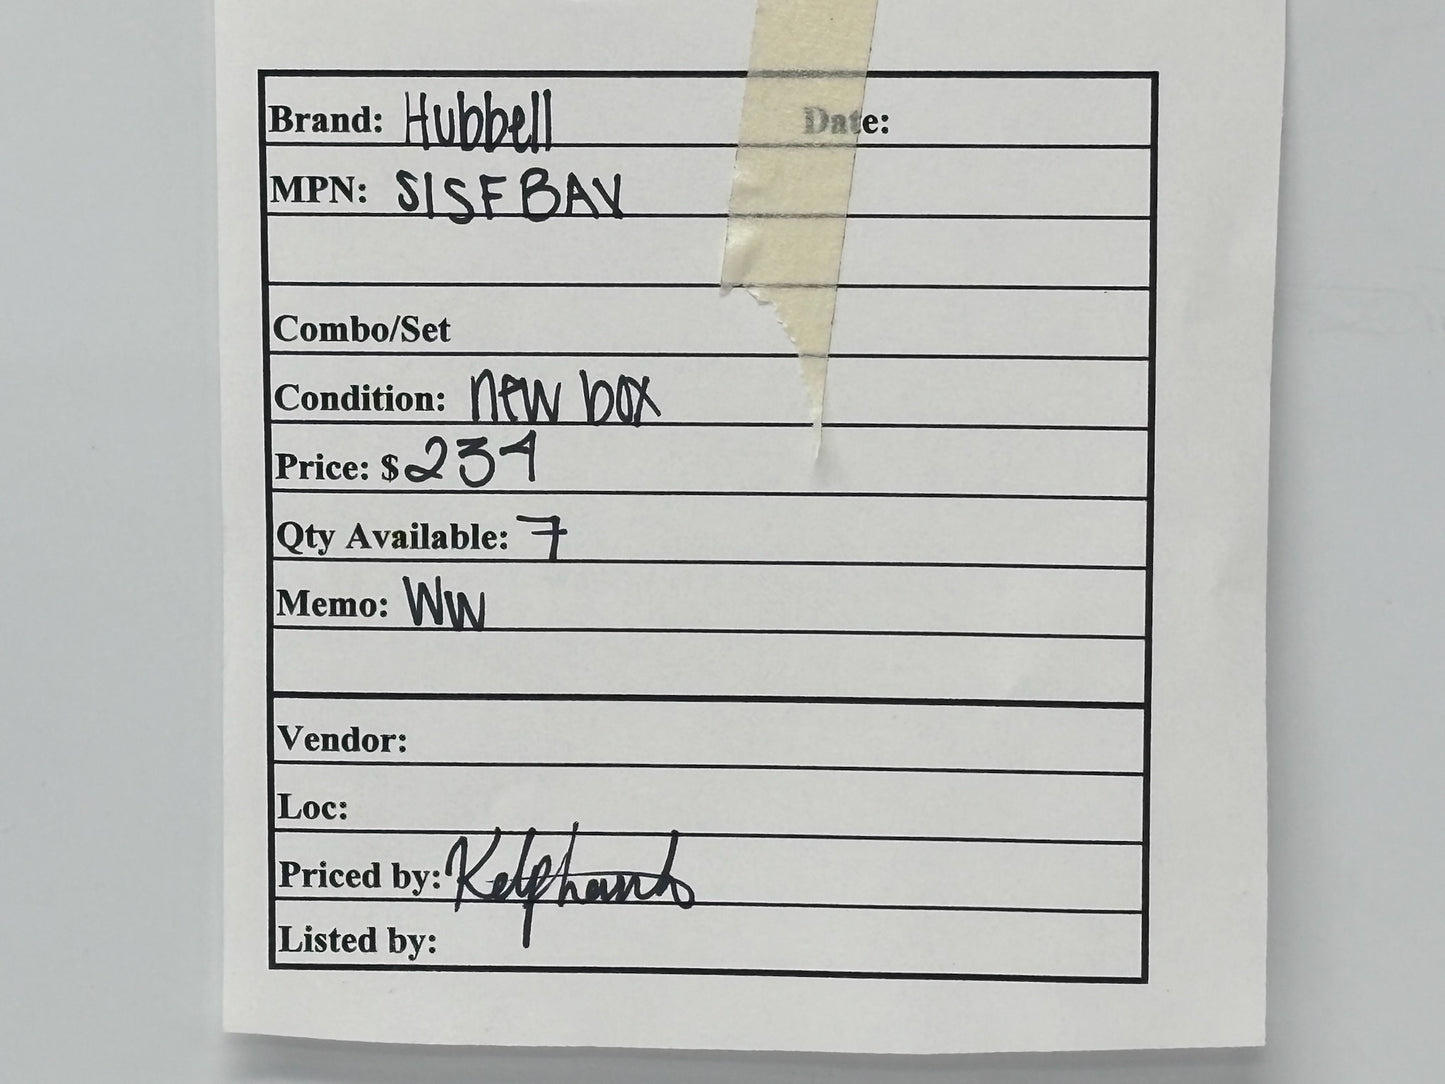 Brand: Hubbell Date:
MPN: S1SFBAV
Combo/Set
Condition: new box
Price: $ 234
Qty Available: 7
Memo: WW
Vendor:
Loc:
Priced by:
Listed by: